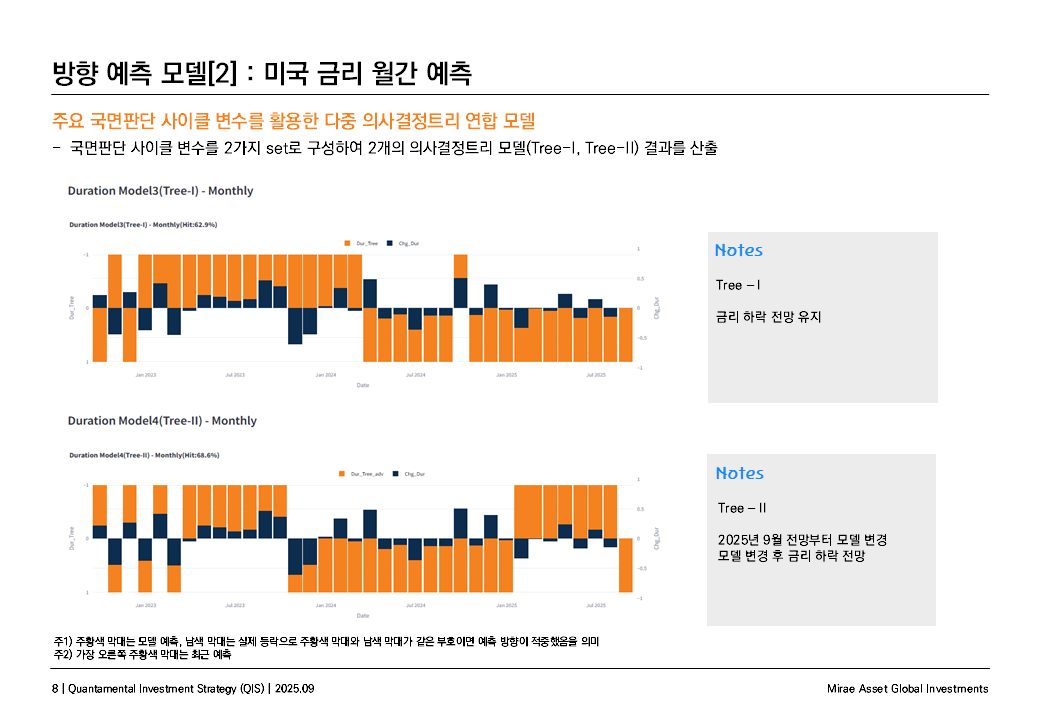 방향 예측 모델[2] : 미국 금리 월간 예측
주요 국면판단 사이클 변수를 활용한 다중 의사결정트리 연합 모델
– 국면판단 사이클 변수를 2가지 set로 구성하여 2개의 의사결정트리 모델(Tree-I, Tree-II) 결과를 산출
Duration Model3(Tree-I) - Monthly
Duration Model3(Tree-I) - Monthly(Hit:62.9%)
Dur_Tree Chg_Dur
-1
0
1
Dur_Tree
1
0.5
0
-0.5
-1
Chg_Dur
Jan 2023 Jul 2023 Jan 2024 Jul 2024 Jan 2025 Jul 2025
Date
Notes
Tree – I
금리 하락 전망 유지
Duration Model4(Tree-II) - Monthly
Duration Model4(Tree-II) - Monthly(Hit:68.6%)
Dur_Tree_adv Chg_Dur
-1
0
1
Dur_Tree
1
0.5
0
-0.5
-1
Chg_Dur
Jan 2023 Jul 2023 Jan 2024 Jul 2024 Jan 2025 Jul 2025
Date
Notes
Tree – II
2025년 9월 전망부터 모델 변경
모델 변경 후 금리 하락 전망
주1) 주황색 막대는 모델 예측, 남색 막대는 실제 등락으로 주황색 막대와 남색 막대가 같은 부호이면 예측 방향이 적중했음을 의미
주2) 가장 오른쪽 주황색 막대는 최근 예측
8 | Quantamental Investment Strategy (QIS) | 2025.09
Mirae Asset Global Investments